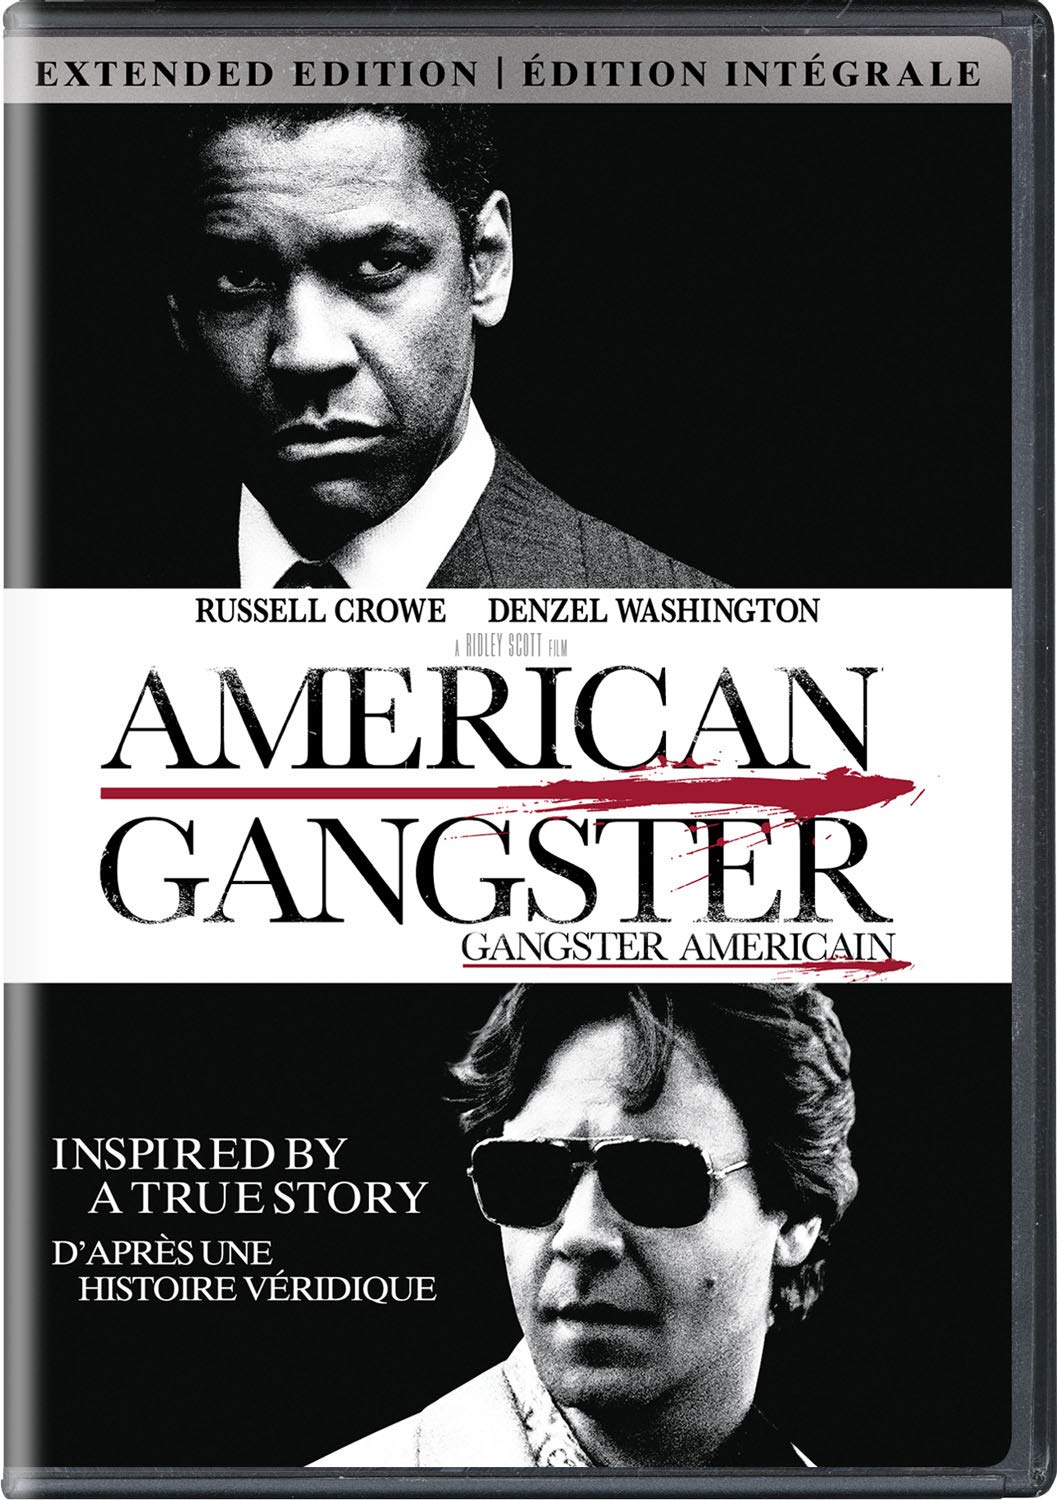 EXTENDED EDITION | ÉDITION INTÉGRALE
RUSSELL CROWE DENZEL WASHINGTON
A RIDLEY SCOTT FILM
AMERICAN
GANGSTER
GANGSTER AMERICAIN
INSPIRED BY
A TRUE STORY
D'APRÈS UNE
HISTOIRE VÉRIDIQUE